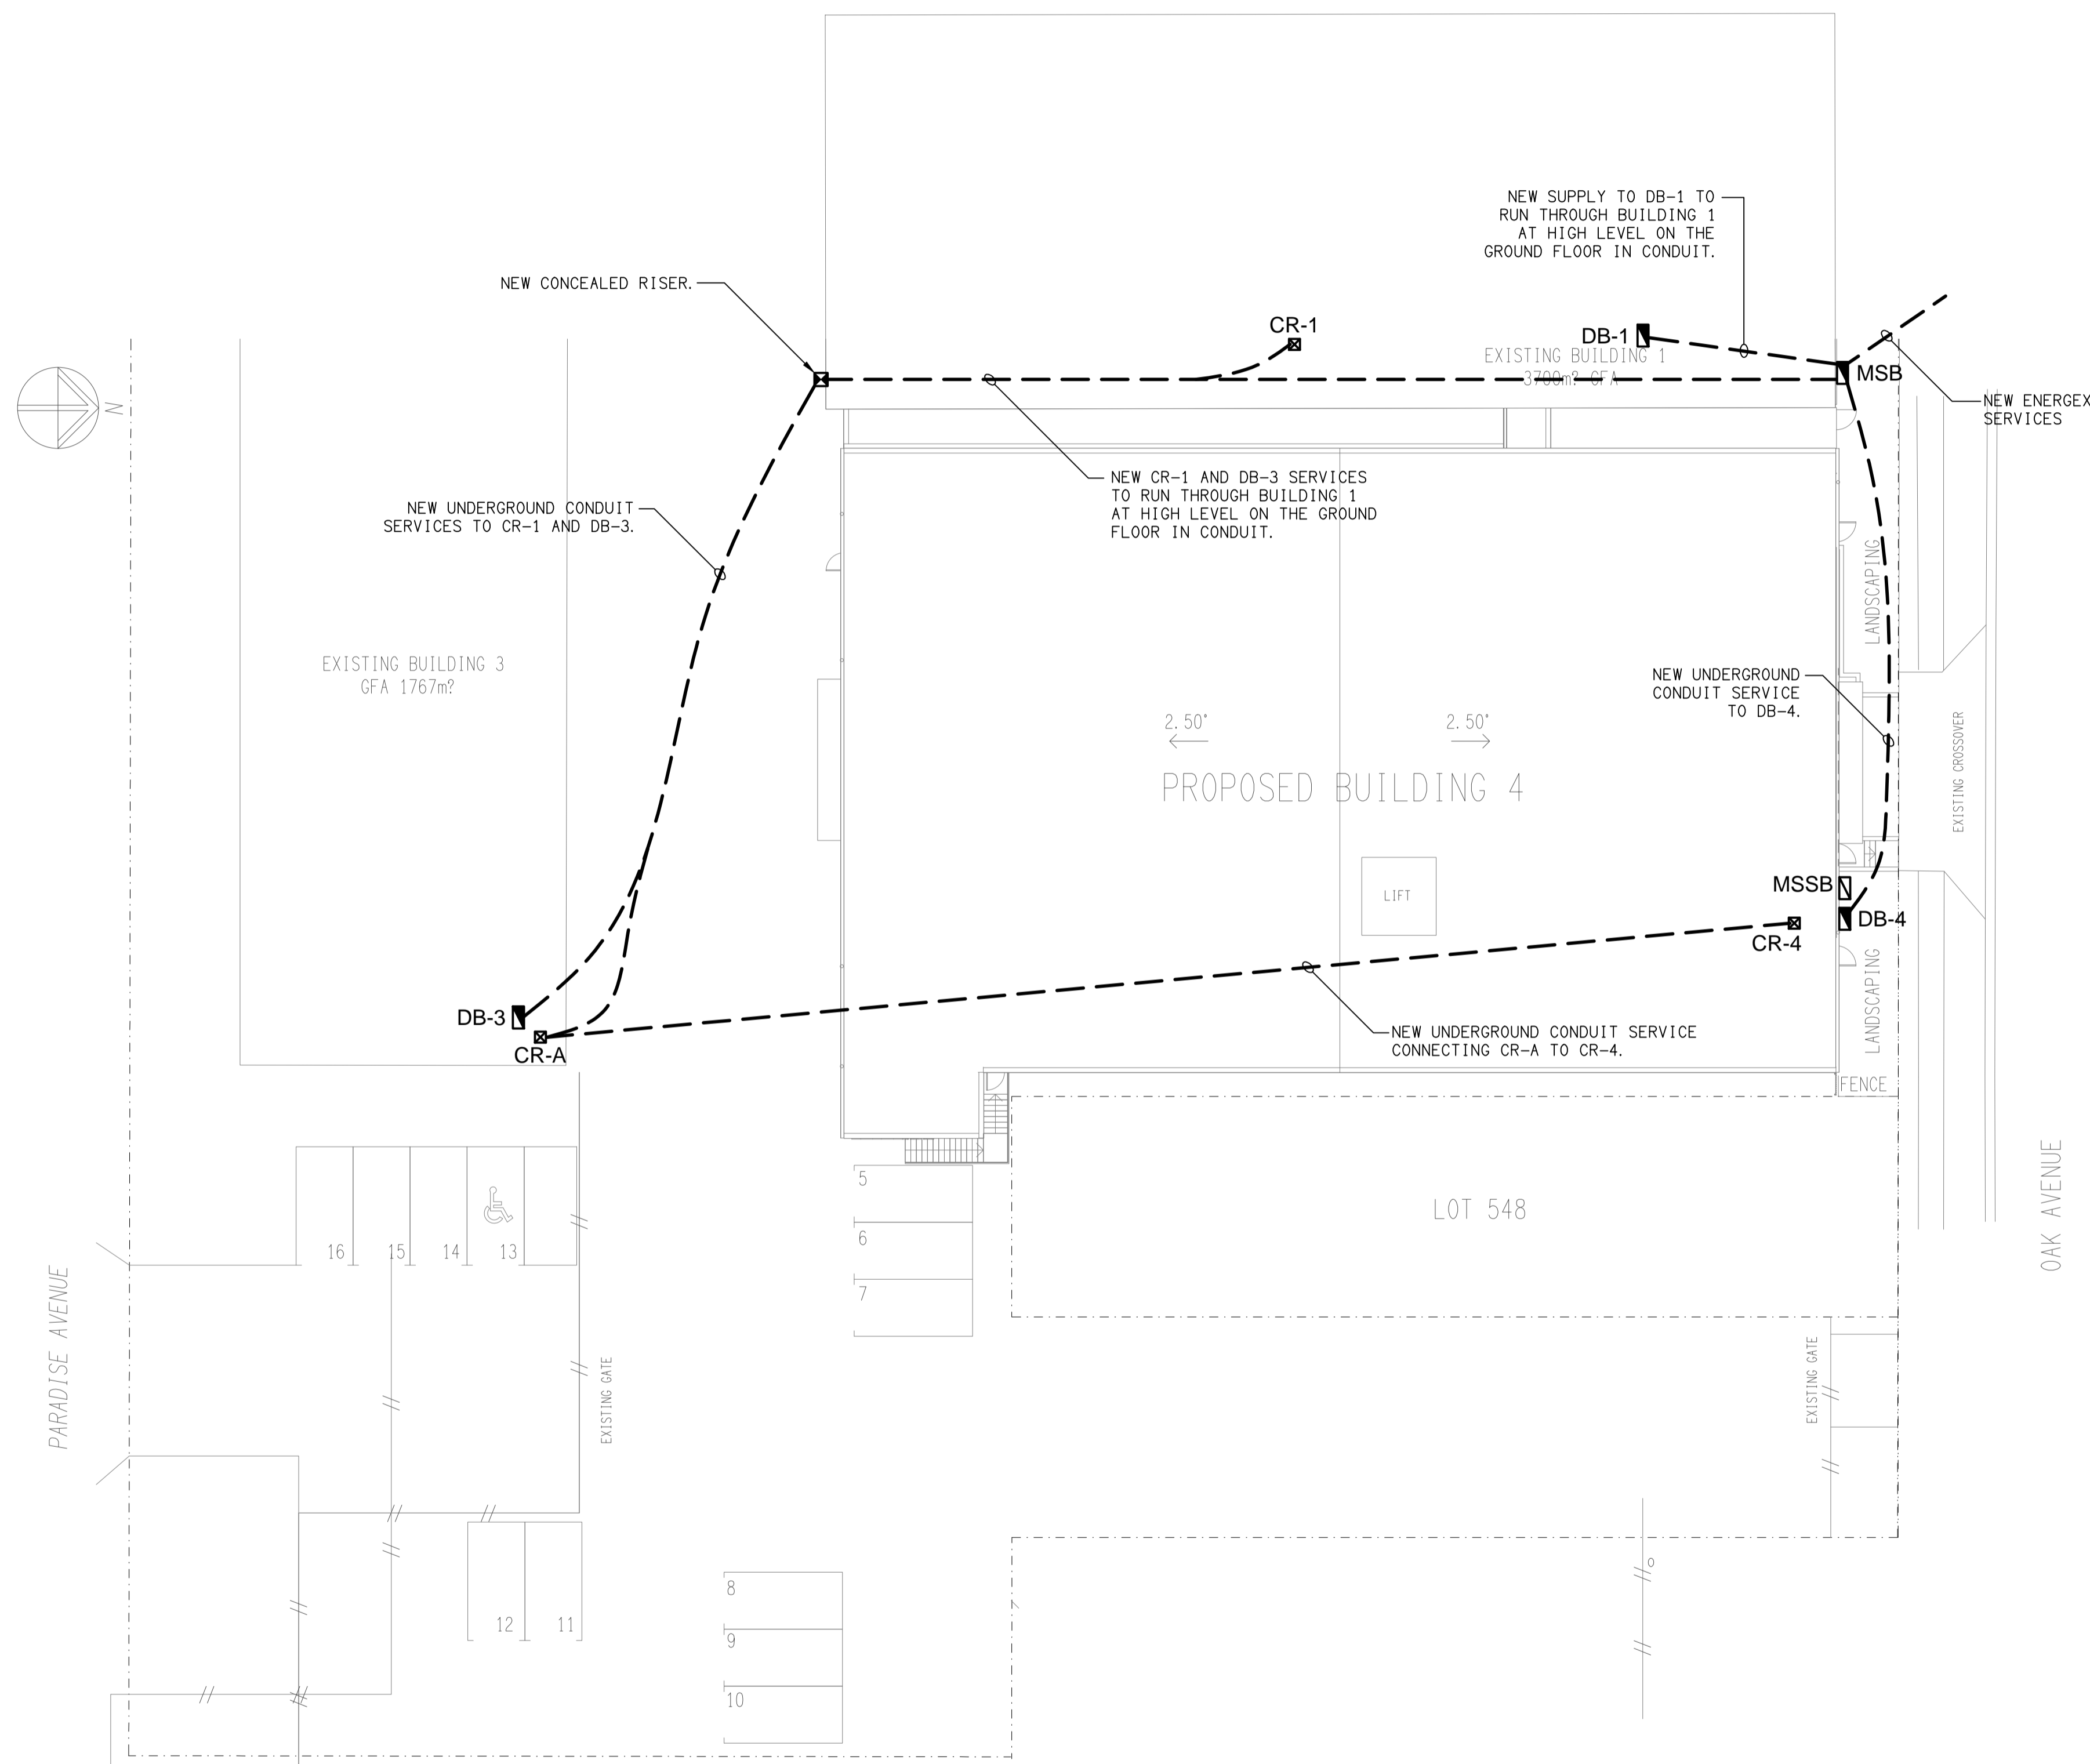 NEW SUPPLY TO DB-1 TO
RUN THROUGH BUILDING 1
AT HIGH LEVEL ON THE
GROUND FLOOR IN CONDUIT.
NEW CONCEALED RISER.
CR-1
DB-1
EXISTING BUILDING 1
3700m? GFA
MSB
NEW ENERGEX
SERVICES
N
NEW CR-1 AND DB-3 SERVICES
TO RUN THROUGH BUILDING 1
AT HIGH LEVEL ON THE GROUND
FLOOR IN CONDUIT.
NEW UNDERGROUND CONDUIT
SERVICES TO CR-1 AND DB-3.
LANDSCAPING
EXISTING BUILDING 3
GFA 1767m?
NEW UNDERGROUND
CONDUIT SERVICE
TO DB-4.
2.50°
2.50°
PROPOSED BUILDING 4
EXISTING CROSSOVER
LIFT
MSSB
DB-4
CR-4
LANDSCAPING
DB-3
CR-A
NEW UNDERGROUND CONDUIT SERVICE
CONNECTING CR-A TO CR-4.
FENCE
OAK AVENUE
5
6
7
LOT 548
16
15
14
13
PARADISE AVENUE
EXISTING GATE
EXISTING GATE
12
11
8
9
10